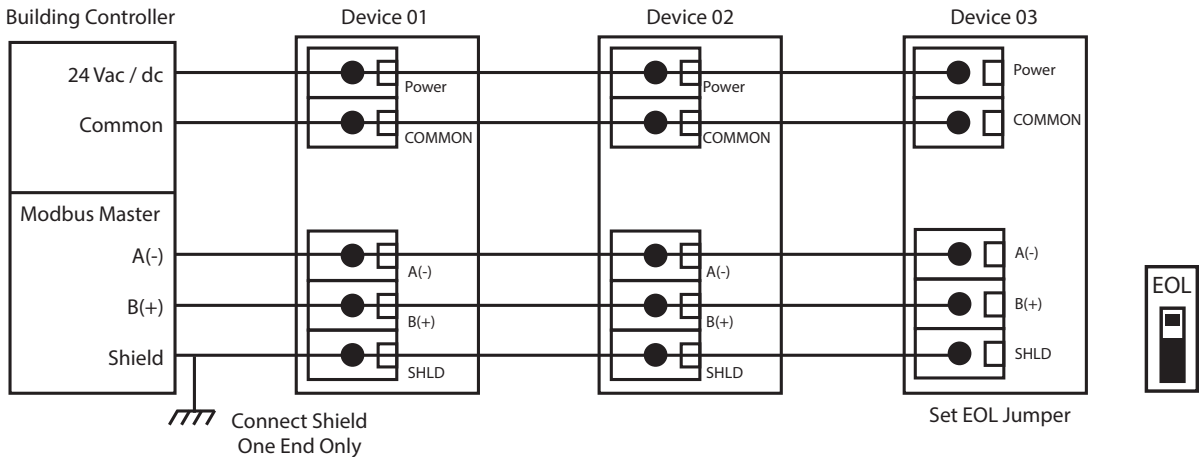 Building Controller
Device 01
Device 02
Device 03
24 Vac / dc
Power
Power
Power
Common
COMMON
COMMON
COMMON
Modbus Master
A(-)
A(-)
A(-)
A(-)
B(+)
B(+)
B(+)
B(+)
Shield
SHLD
SHLD
SHLD
EOL
Connect Shield
One End Only
Set EOL Jumper